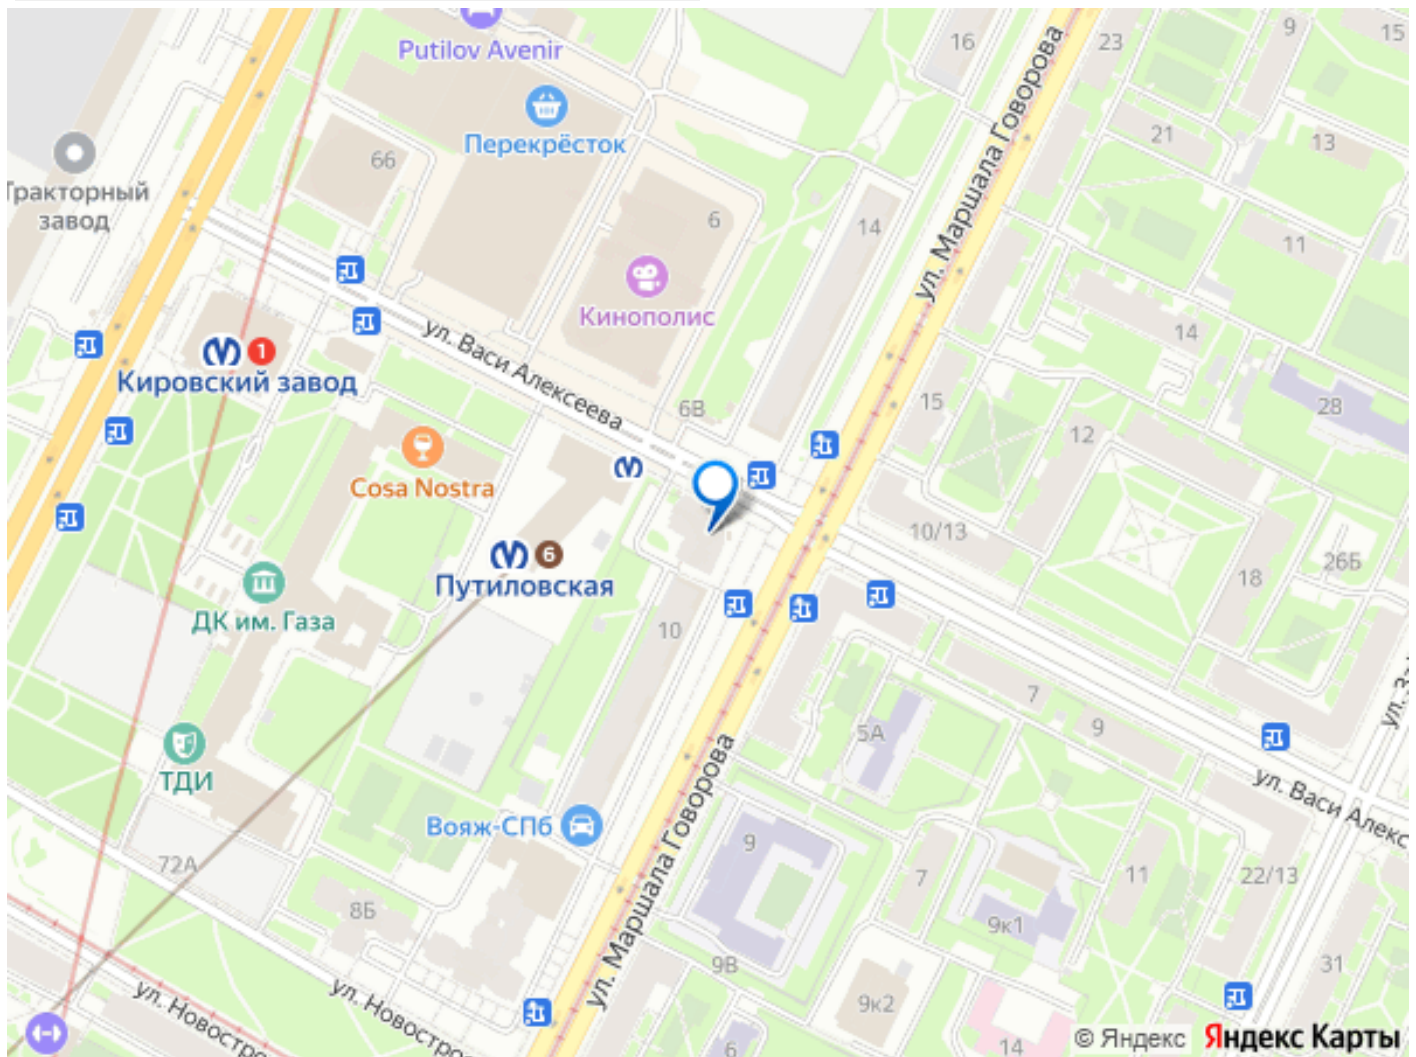 Putilov Avenir
Перекрёсток
66
Тракторный
завод
6
Кинополис
14
16
23
9
15
21
13
11
14
ул. Маршала Говорова
ул. Васи Алексеева
1
Кировский завод
6В
15
12
28
Cosa Nostra
6
Путиловская
10/13
18
26Б
ДК им. Газа
10
7
9
5А
ТДИ
ул. Васи Алекс
Вояж-СПб
ул. Маршала Говорова
72А
8Б
9
7
11
22/13
9к1
9В
9к2
31
ул. Новостро
ул. Новостро
6
14
© Яндекс
Яндекс Карты